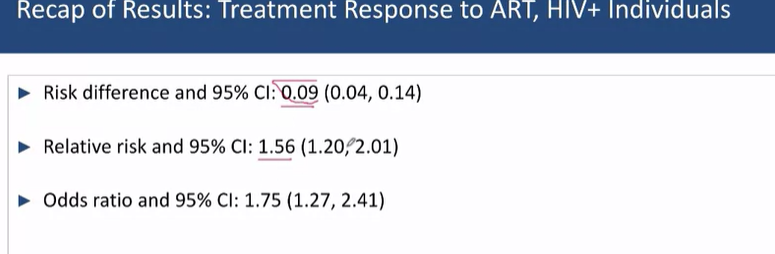 Recap of Results: Treatment Response to ART, HIV+ Individuals
► Risk difference and 95% CI: 0.09 (0.04, 0.14)
► Relative risk and 95% CI: 1.56 (1.20, 2.01)
► Odds ratio and 95% CI: 1.75 (1.27, 2.41)